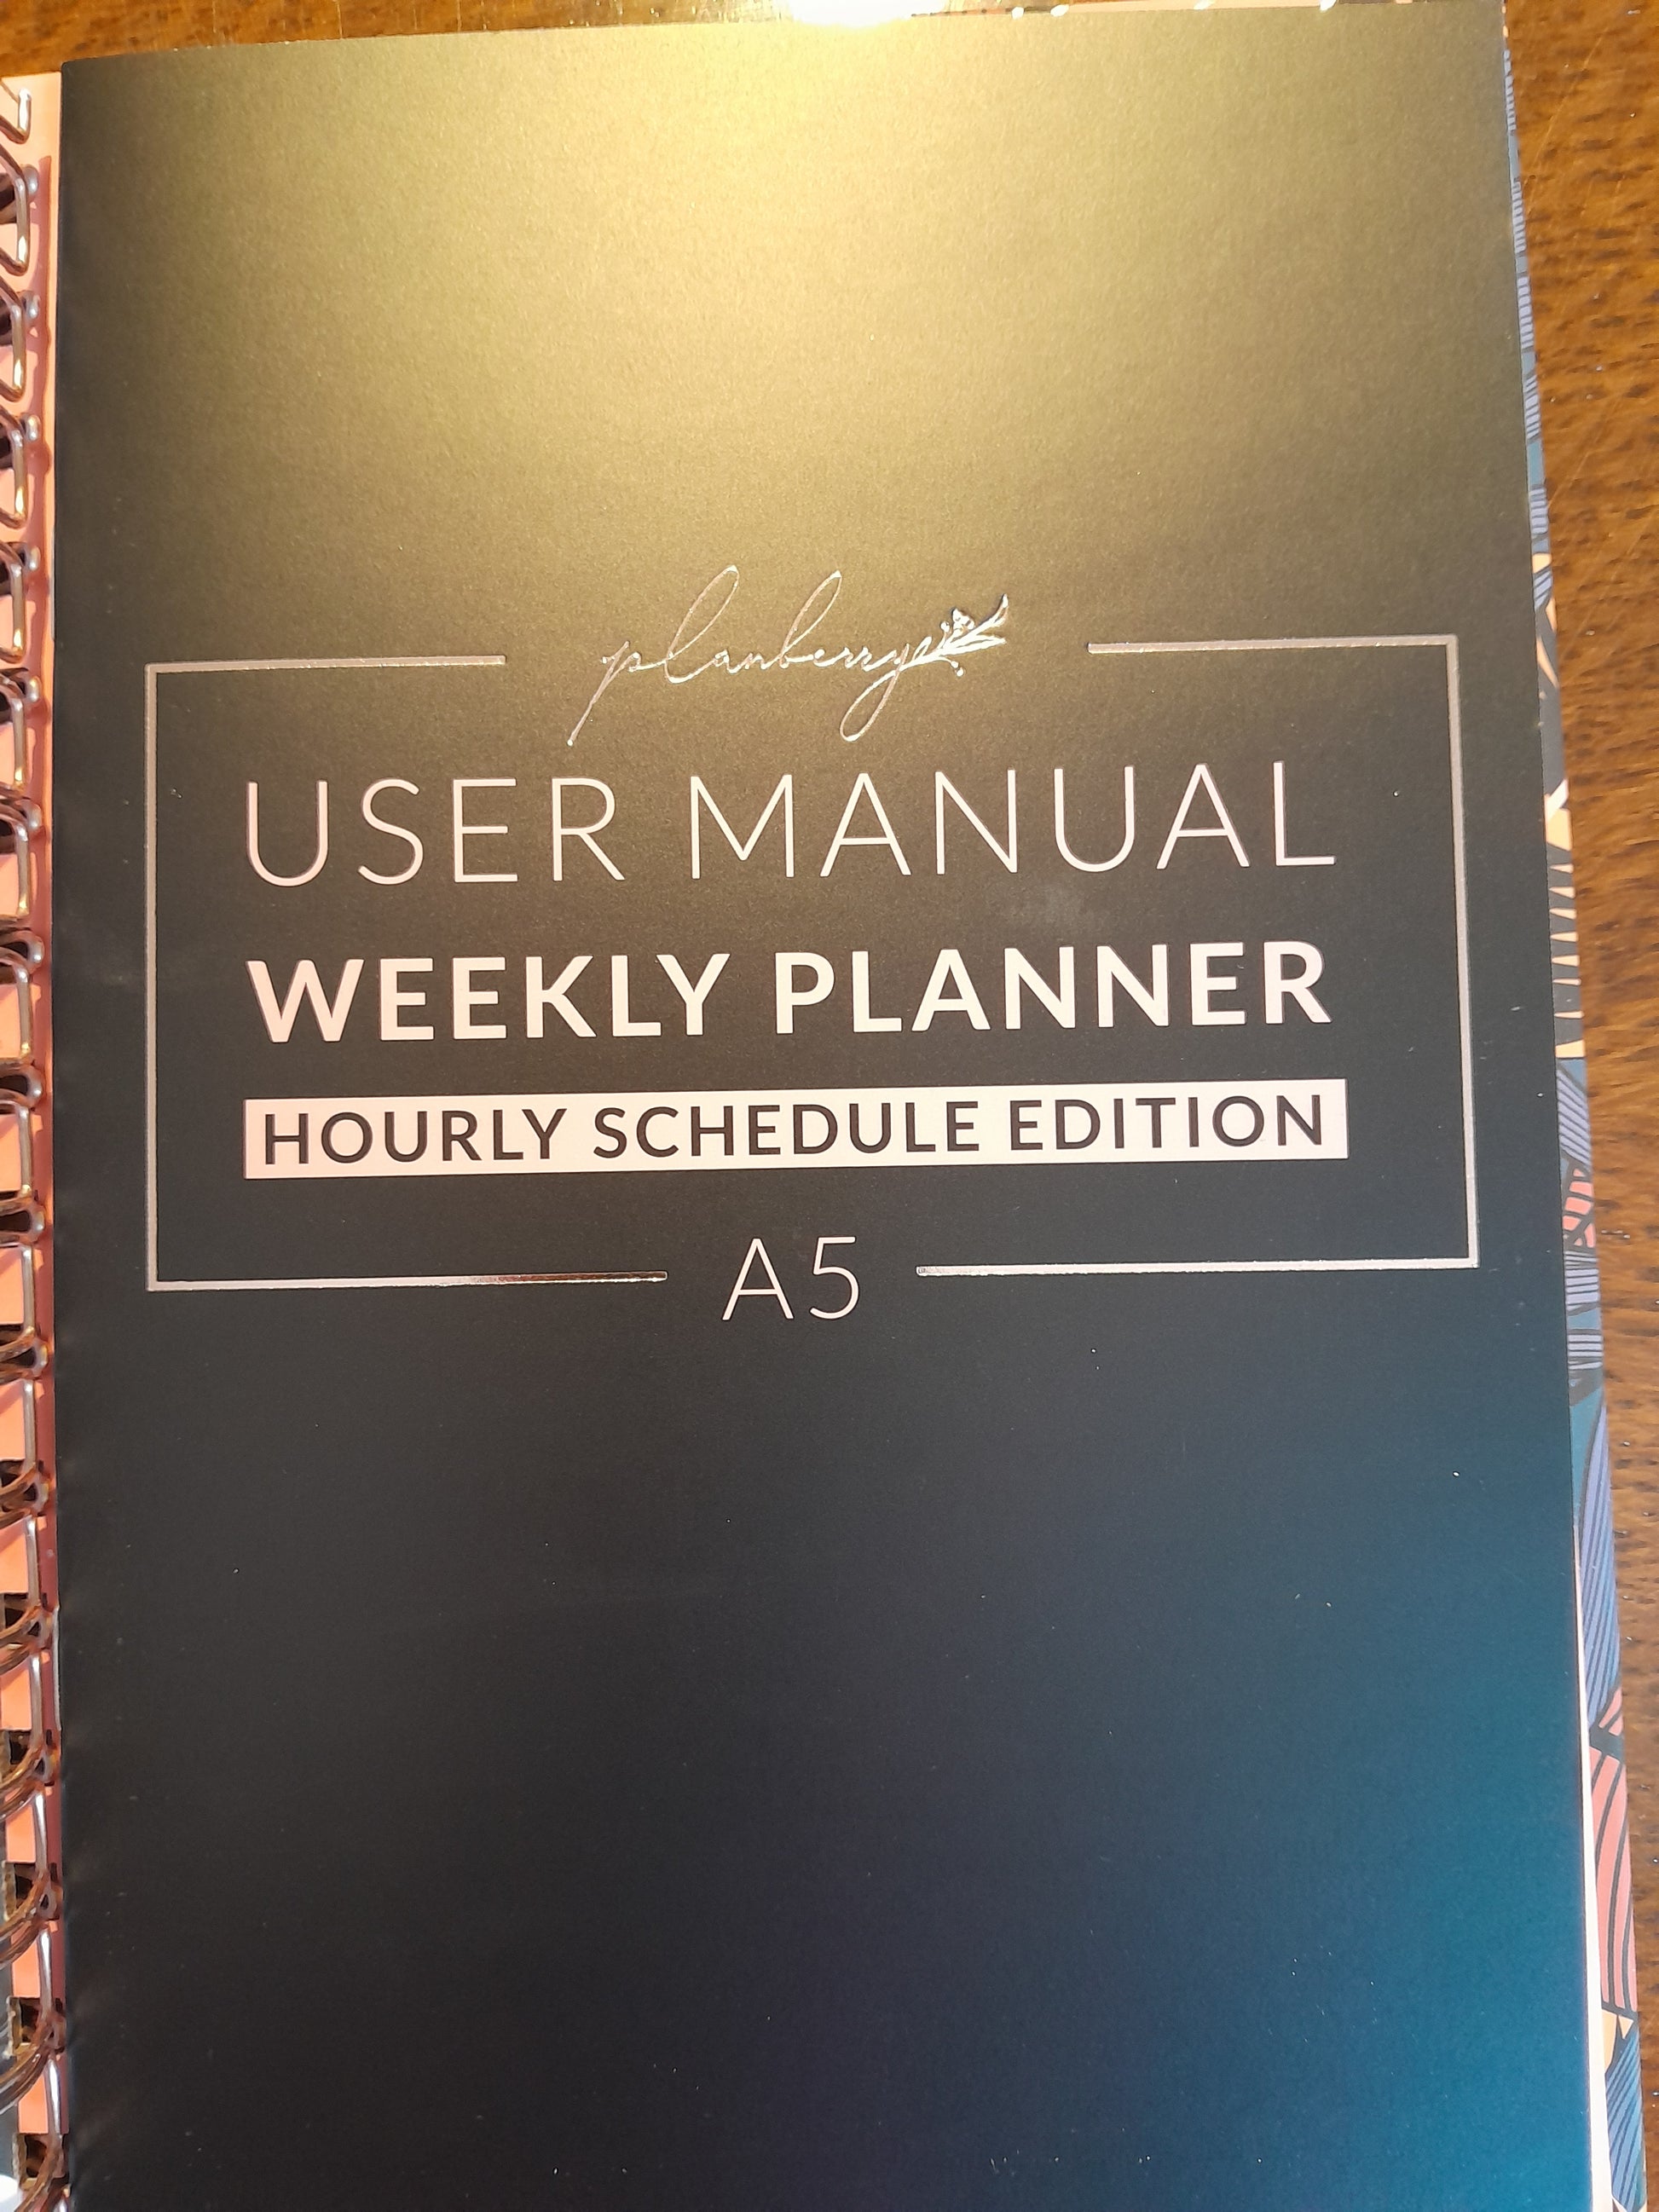 planberry
USER MANUAL
WEEKLY PLANNER
HOURLY SCHEDULE EDITION
A5